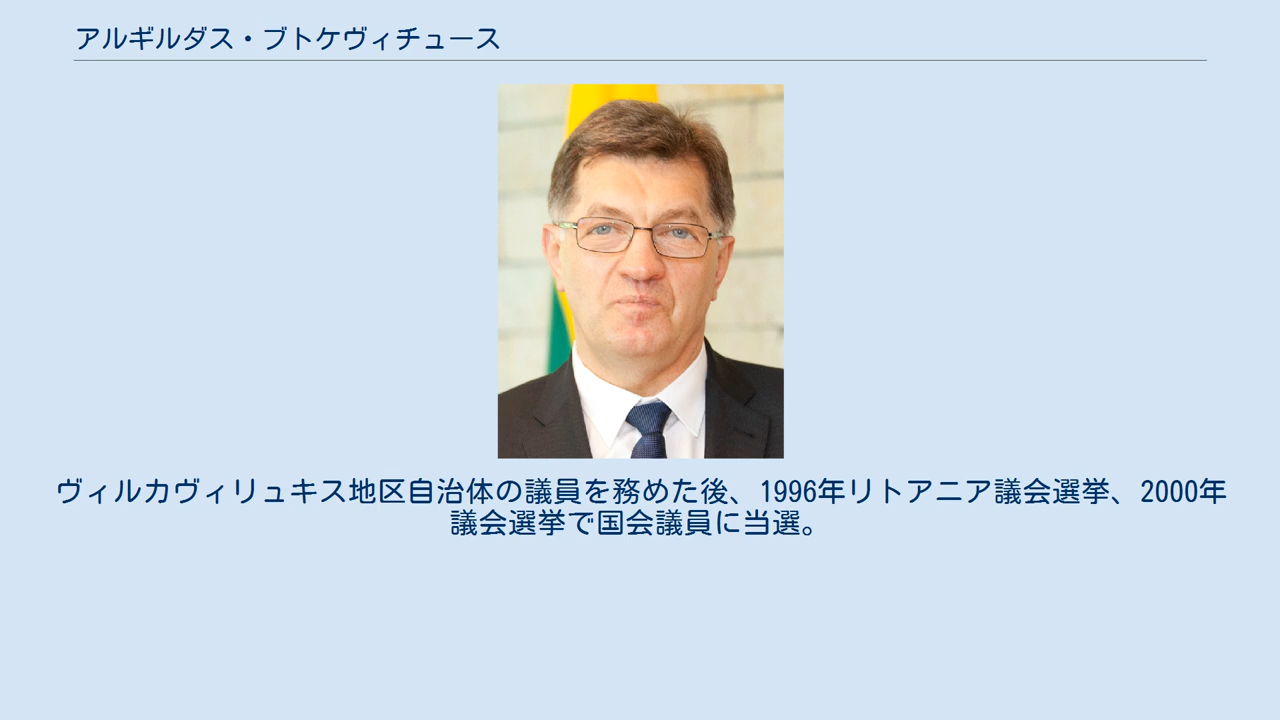 アルギルダス・ブトケヴィチュース
ヴィルカヴィリュキス地区自治体の議員を務めた後、1996年リトアニア議会選挙、2000年
議会選挙で国会議員に当選。